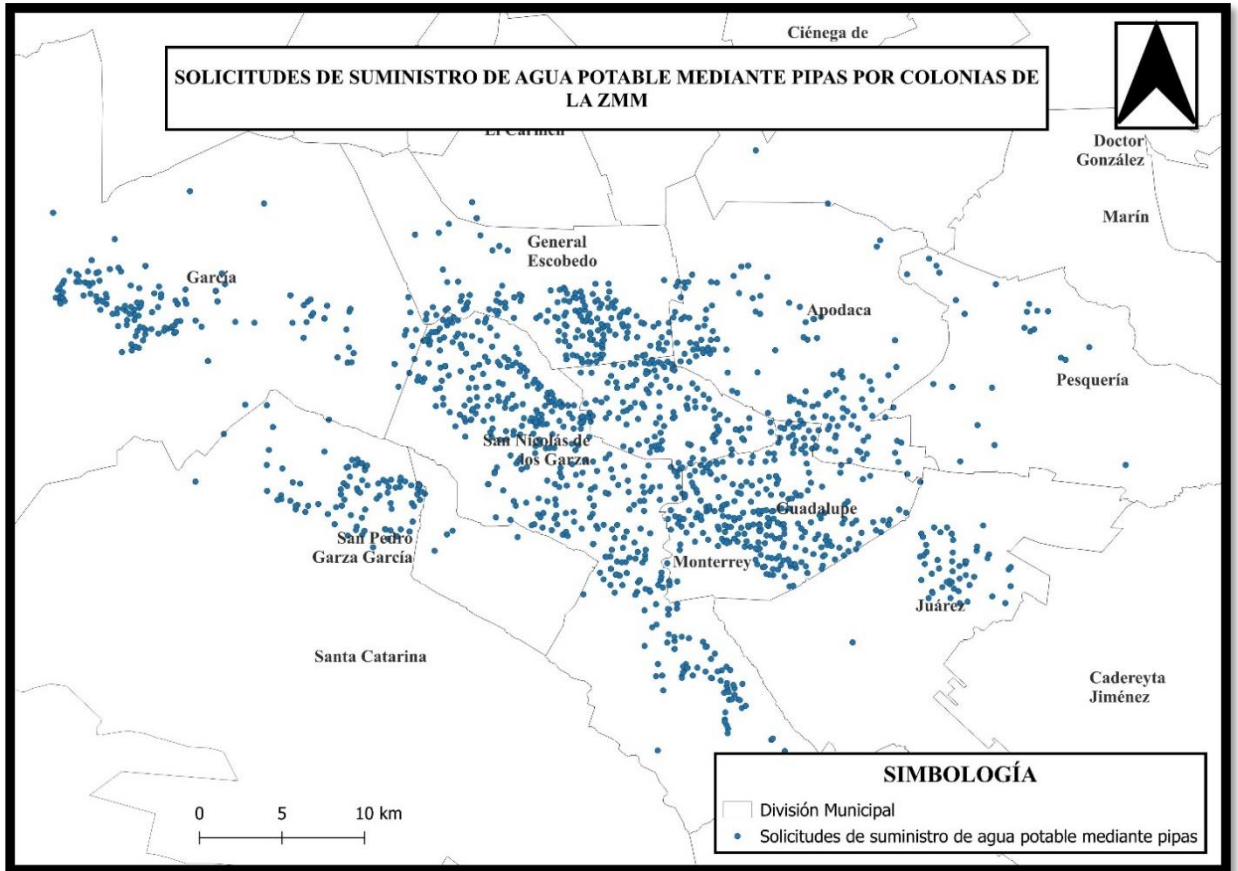 Ciénega de
SOLICITUDES DE SUMINISTRO DE AGUA POTABLE MEDIANTE PIPAS POR COLONIAS DE
LA ZMM
El Carmen
Doctor
González
Marín
General
Escobedo
García
Apodaca
Pesquería
San Nicolás de
los Garza
Guadalupe
San Pedro
Garza García
Monterrey
Juárez
Santa Catarina
Cadereyta
Jiménez
SIMBOLOGÍA
División Municipal
Solicitudes de suministro de agua potable mediante pipas
0 5 10 km